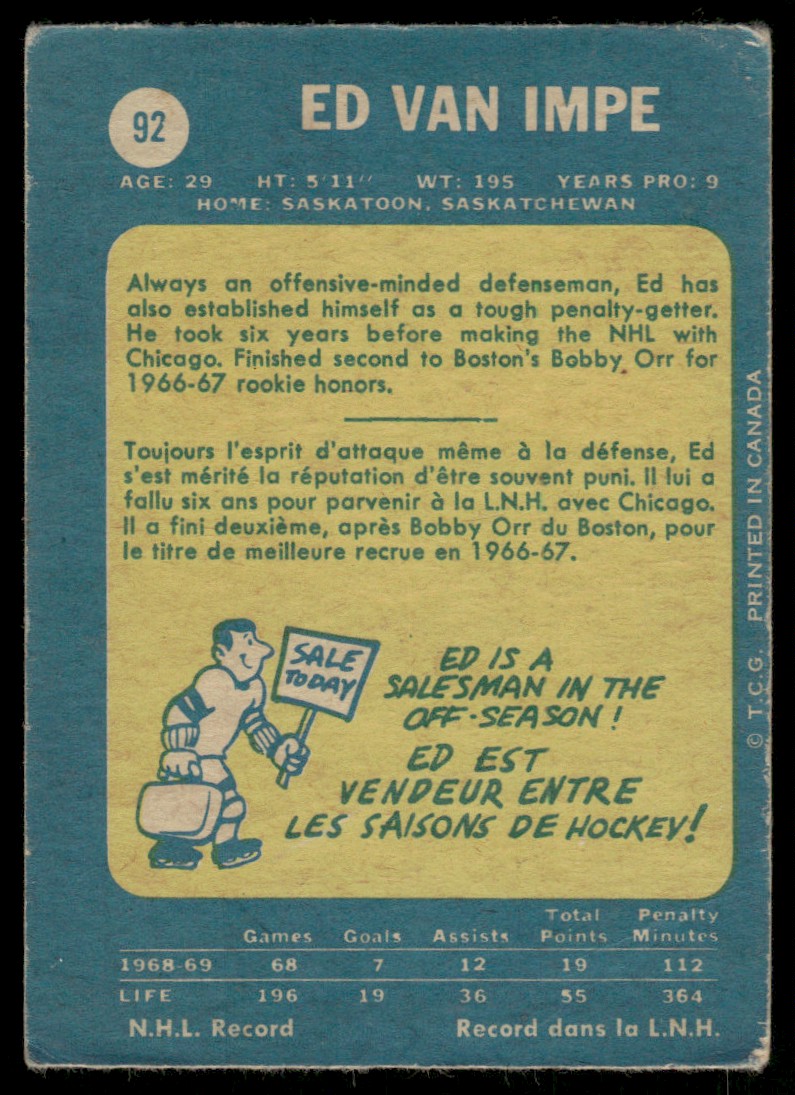 92
ED VAN IMPE
AGE: 29 HT: 5'11" WT: 195 YEARS PRO: 9
HOME: SASKATOON, SASKATCHEWAN
Always an offensive-minded defenseman, Ed has
also established himself as a tough penalty-getter.
He took six years before making the NHL with
Chicago. Finished second to Boston's Bobby Orr for
1966-67 rookie honors.
Toujours l'esprit d'attaque même à la défense, Ed
s'est mérité la réputation d'être souvent puni. Il lui a
fallu six ans pour parvenir à la L.N.H. avec Chicago.
Il a fini deuxième, après Bobby Orr du Boston, pour
le titre de meilleure recrue en 1966-67.
SALE
TODAY
ED IS A
SALESMAN IN THE
OFF-SEASON!
ED EST
VENDEUR ENTRE
LES SAISONS DE HOCKEY!
© T.C.G. PRINTED IN CANADA
Games Goals Assists Total Points Penalty Minutes
1968-69 68 7 12 19 112
LIFE 196 19 36 55 364
N.H.L. Record Record dans la L.N.H.